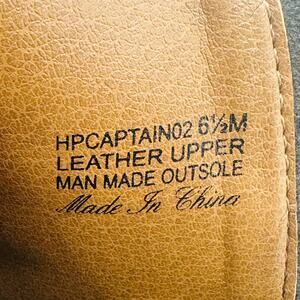 HPCAPTAIN02 6½M
LEATHER UPPER
MAN MADE OUTSOLE
Made In China